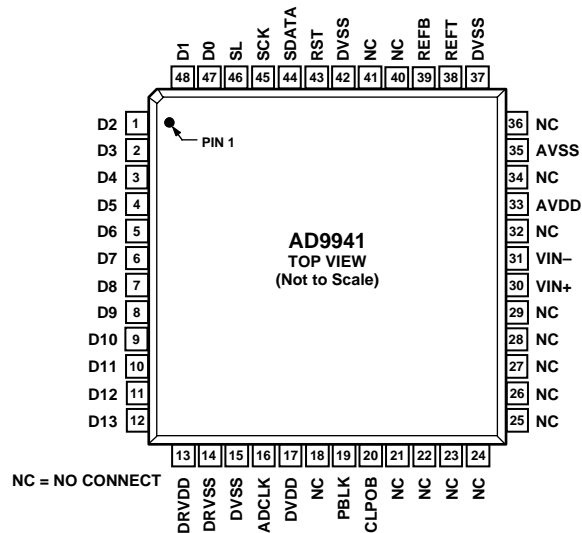 D1 D0 SL SCK SDATA RST DVSS NC NC REFB REFT DVSS
48 47 46 45 44 43 42 41 40 39 38 37
D2 1
D3 2
D4 3
D5 4
D6 5
D7 6
D8 7
D9 8
D10 9
D11 10
D12 11
D13 12
PIN 1
AD9941
TOP VIEW
(Not to Scale)
36 NC
35 AVSS
34 NC
33 AVDD
32 NC
31 VIN–
30 VIN+
29 NC
28 NC
27 NC
26 NC
25 NC
13 14 15 16 17 18 19 20 21 22 23 24
DRVDD DRVSS DVSS ADCLK DVDD NC PBLK CLPOB NC NC NC NC
NC = NO CONNECT